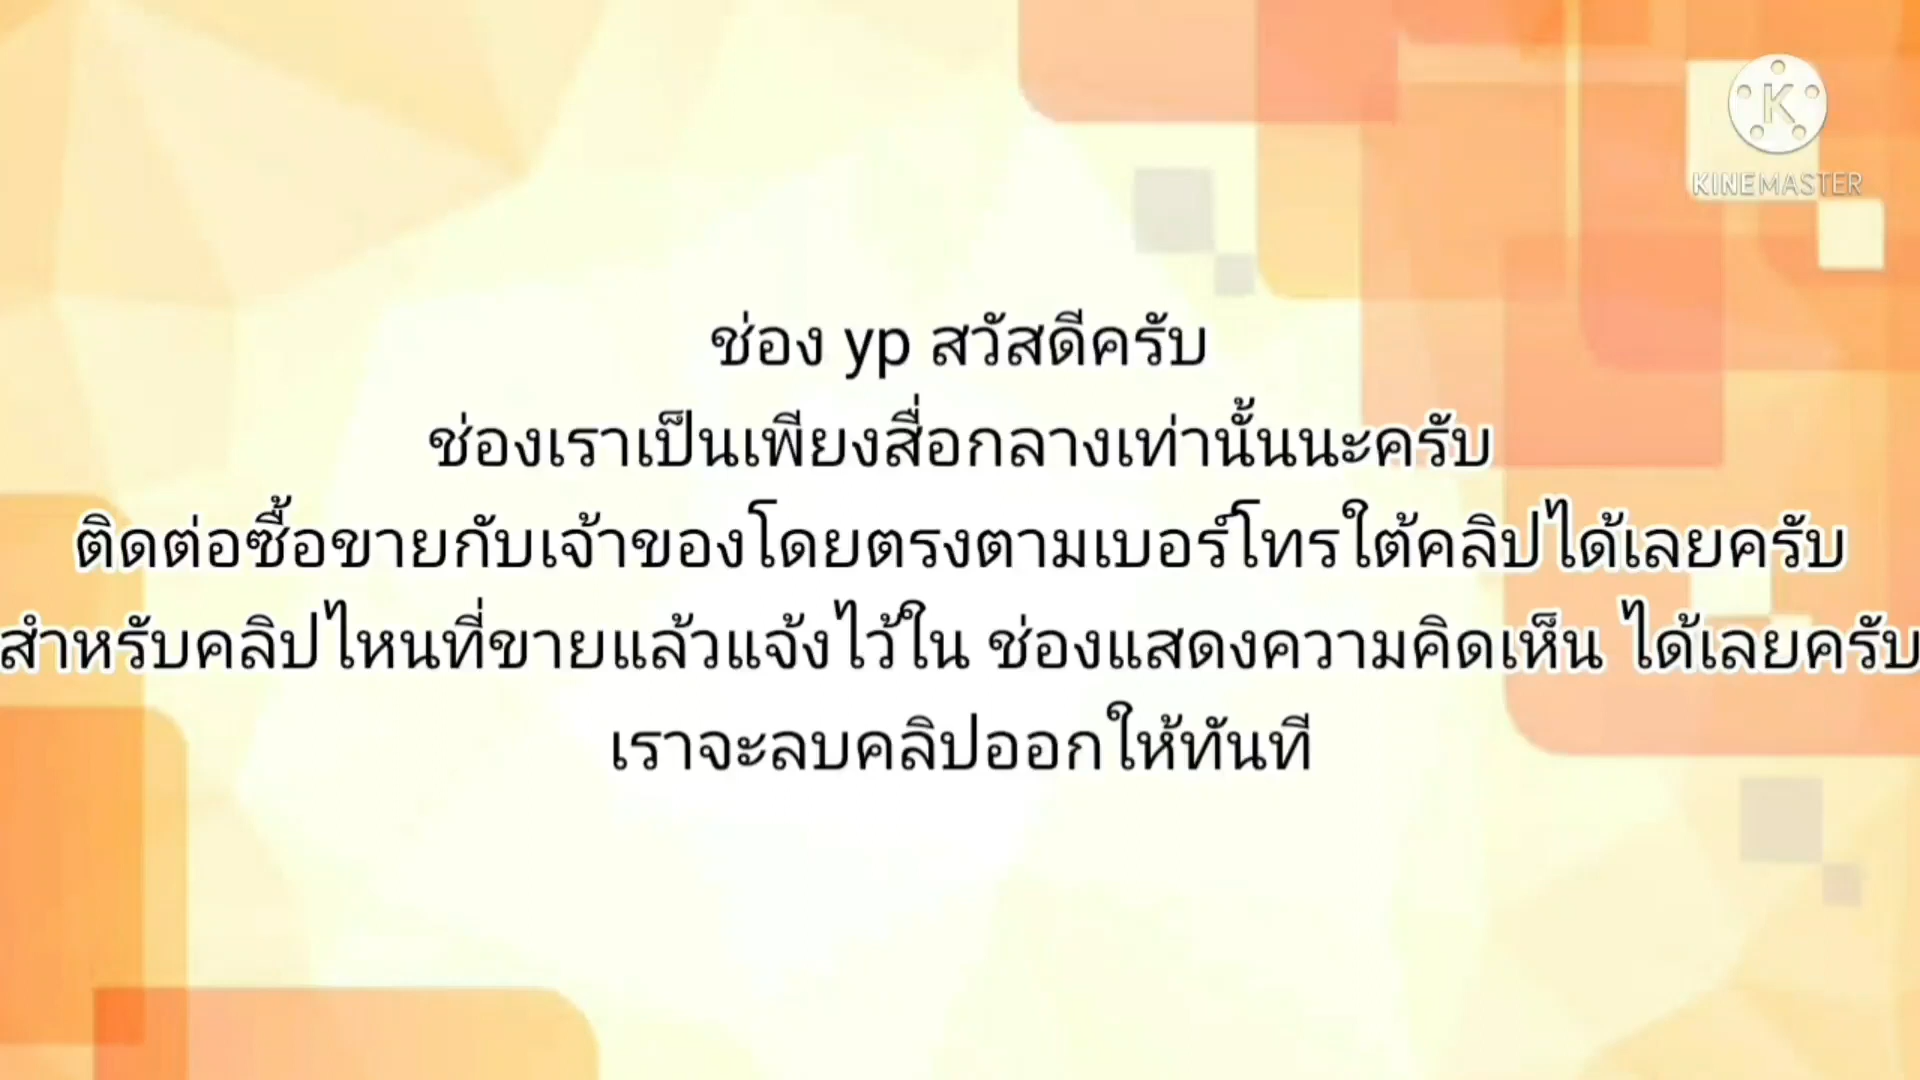 KINEMASTER
ช่อง yp สวัสดีครับ
ช่องเราเป็นเพียงสื่อกลางเท่านั้นนะครับ
ติดต่อซื้อขายกับเจ้าของโดยตรงตามเบอร์โทรใต้คลิปได้เลยครับ
สำหรับคลิปไหนที่ขายแล้วแจ้งไว้ใน ช่องแสดงความคิดเห็น ได้เลยครับ
เราจะลบคลิปออกให้ทันที